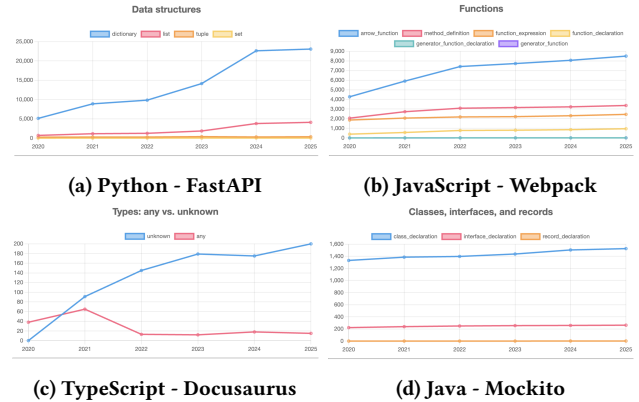 Data structures
dictionary list tuple set
25,000
20,000
15,000
10,000
5,000
0
2020 2021 2022 2023 2024 2025
(a) Python - FastAPI
Functions
arrow_function method_definition function_expression function_declaration
generator_function_declaration generator_function
9,000
8,000
7,000
6,000
5,000
4,000
3,000
2,000
1,000
0
2020 2021 2022 2023 2024 2025
(b) JavaScript - Webpack
Types: any vs. unknown
unknown any
200
180
160
140
120
100
80
60
40
20
0
2020 2021 2022 2023 2024 2025
(c) TypeScript - Docusaurus
Classes, interfaces, and records
class_declaration interface_declaration record_declaration
1,600
1,400
1,200
1,000
800
600
400
200
0
2020 2021 2022 2023 2024 2025
(d) Java - Mockito